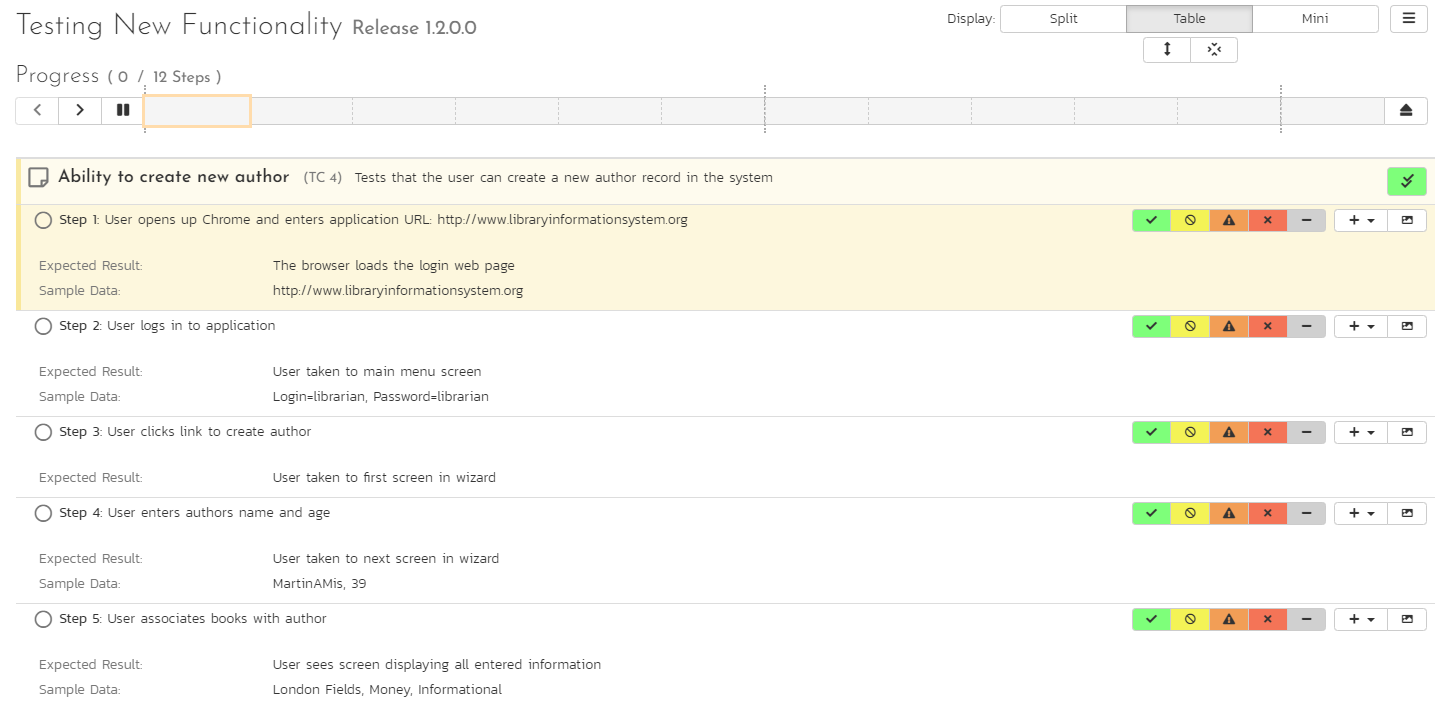 Testing New Functionality Release 1.2.0.0
Display: Split Table Mini
Progress ( 0 / 12 Steps )
Ability to create new author (TC 4) Tests that the user can create a new author record in the system
Step 1: User opens up Chrome and enters application URL: http://www.libraryinformationsystem.org
Expected Result: The browser loads the login web page
Sample Data: http://www.libraryinformationsystem.org
Step 2: User logs in to application
Expected Result: User taken to main menu screen
Sample Data: Login=librarian, Password=librarian
Step 3: User clicks link to create author
Expected Result: User taken to first screen in wizard
Step 4: User enters authors name and age
Expected Result: User taken to next screen in wizard
Sample Data: MartinAMis, 39
Step 5: User associates books with author
Expected Result: User sees screen displaying all entered information
Sample Data: London Fields, Money, Informational